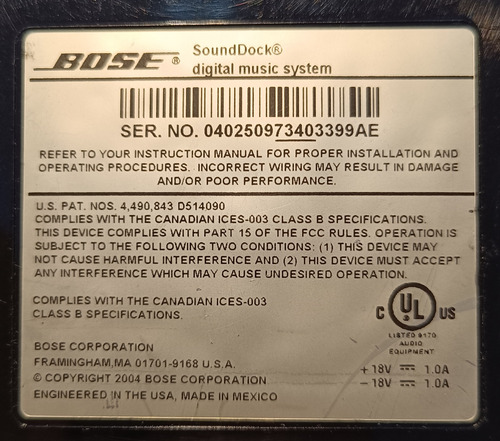 BOSE ® SoundDock®
digital music system
SER. NO. 040250973403399AE
REFER TO YOUR INSTRUCTION MANUAL FOR PROPER INSTALLATION AND
OPERATING PROCEDURES. INCORRECT WIRING MAY RESULT IN DAMAGE
AND/OR POOR PERFORMANCE.
U.S. PAT. NOS. 4,490,843 D514090
COMPLIES WITH THE CANADIAN ICES-003 CLASS B SPECIFICATIONS.
THIS DEVICE COMPLIES WITH PART 15 OF THE FCC RULES. OPERATION IS
SUBJECT TO THE FOLLOWING TWO CONDITIONS: (1) THIS DEVICE MAY
NOT CAUSE HARMFUL INTERFERENCE AND (2) THIS DEVICE MUST ACCEPT
ANY INTERFERENCE WHICH MAY CAUSE UNDESIRED OPERATION.
COMPLIES WITH THE CANADIAN ICES-003
CLASS B SPECIFICATIONS.
C UL US
LISTED 917D
AUDIO
EQUIPMENT
BOSE CORPORATION
FRAMINGHAM,MA 01701-9168 U.S.A.
© COPYRIGHT 2004 BOSE CORPORATION
ENGINEERED IN THE USA, MADE IN MEXICO
+ 18V ⎓ 1.0A
– 18V ⎓ 1.0A